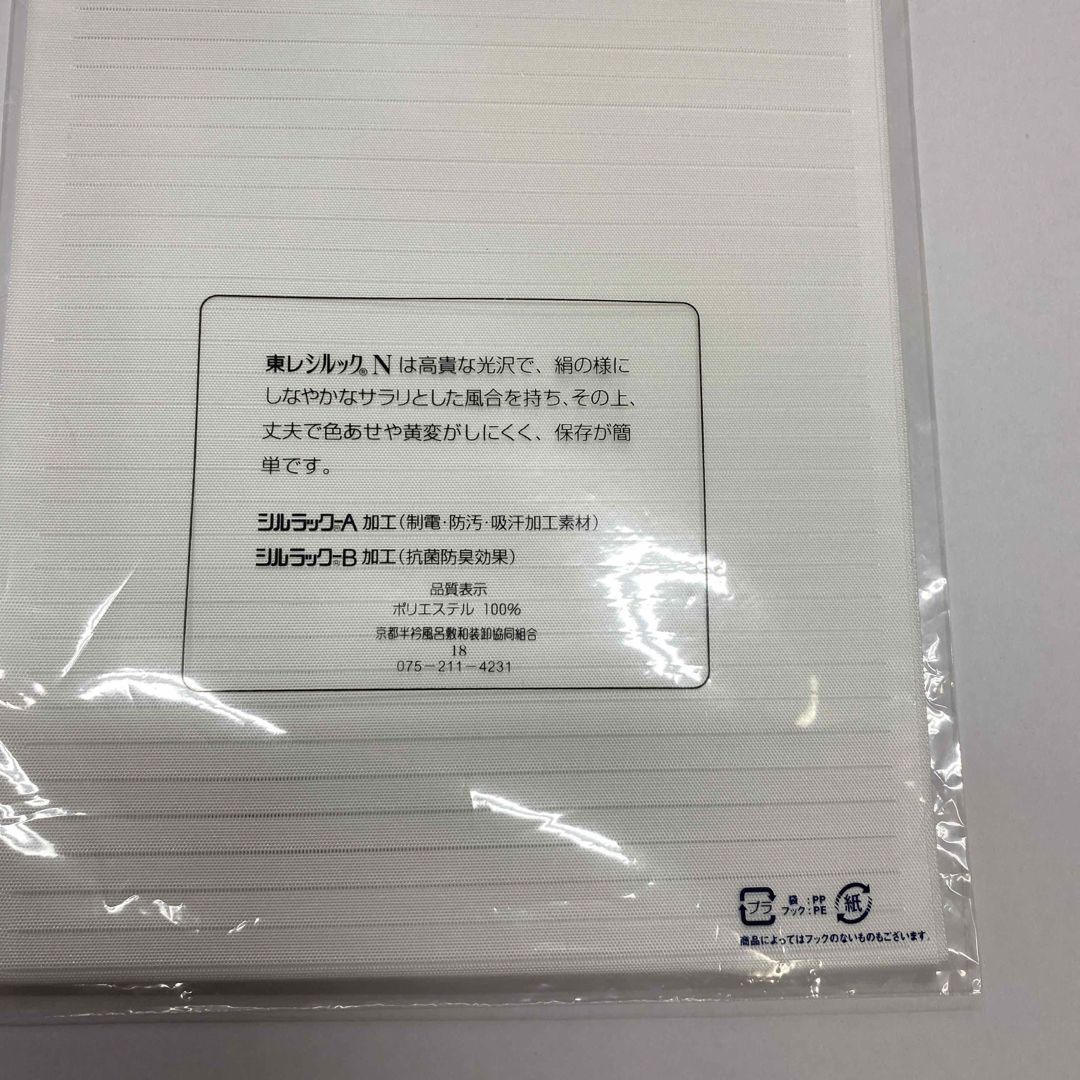 東レシルック® N は高貴な光沢で、絹の様に
しなやかなサラリとした風合を持ち、その上、
丈夫で色あせや黄変がしにくく、保存が簡
単です。
シルラック®-A 加工（制電・防汚・吸汗加工素材）
シルラック®-B 加工（抗菌防臭効果）
品質表示
ポリエステル 100%
京都半衿風呂敷和装卸協同組合
18
075-211-4231
プラ 袋 : PP 紙
フック : PE
商品によってはフックのないものもございます。